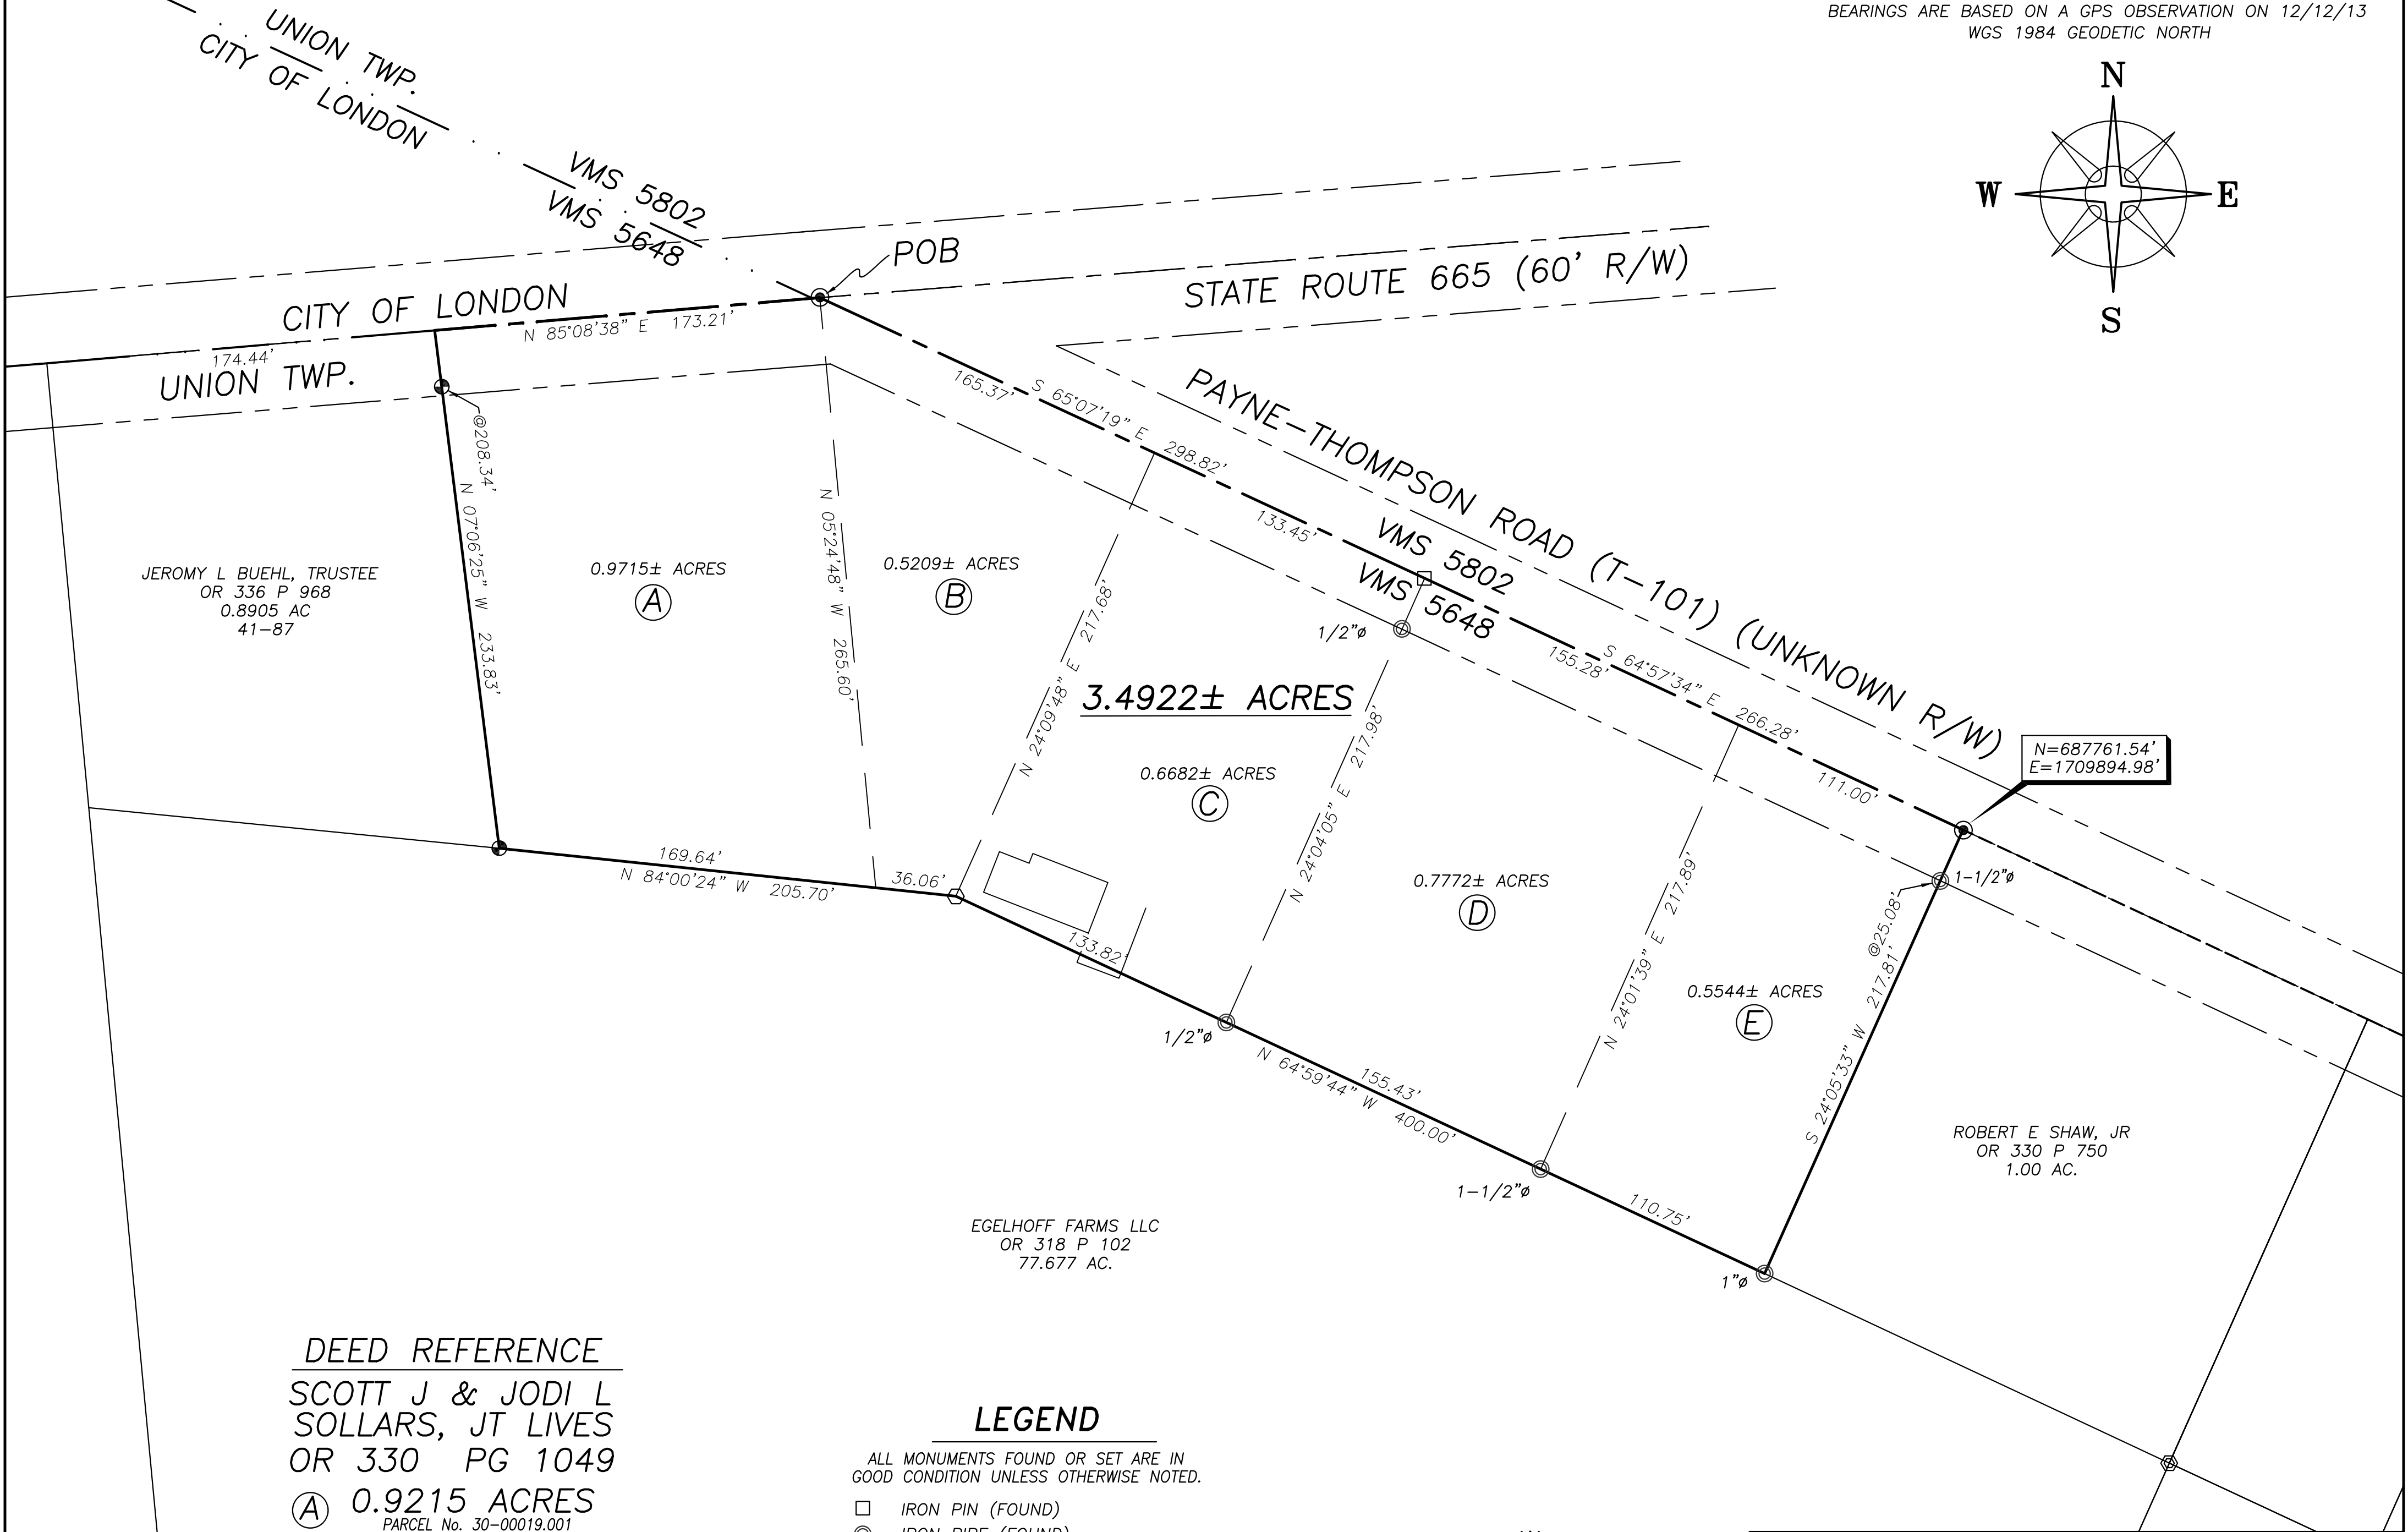 BEARINGS ARE BASED ON A GPS OBSERVATION ON 12/12/13
WGS 1984 GEODETIC NORTH
N
W
E
S
UNION TWP.
CITY OF LONDON
VMS 5802
VMS 5648
POB
STATE ROUTE 665 (60' R/W)
CITY OF LONDON
N 85°08'38" E 173.21'
174.44'
UNION TWP.
PAYNE-THOMPSON ROAD (T-101) (UNKNOWN R/W)
165.37'
S 65°07'19" E 298.82'
133.45'
VMS 5802
VMS 5648
155.28'
S 64°57'34" E 266.28'
111.00'
N=687761.54'
E=1709894.98'
@208.34'
N 07°06'25" W 233.83'
N 05°24'48" W 265.60'
N 24°09'48" E 217.68'
1/2"ø
N 24°04'05" E 217.98'
N 24°01'39" E 217.89'
1-1/2"ø
@25.08'
S 24°05'33" W 217.81'
JEROMY L BUEHL, TRUSTEE
OR 336 P 968
0.8905 AC
41-87
0.9715± ACRES
A
0.5209± ACRES
B
3.4922± ACRES
0.6682± ACRES
C
0.7772± ACRES
D
0.5544± ACRES
E
169.64'
N 84°00'24" W 205.70'
36.06'
133.82'
1/2"ø
155.43'
N 64°59'44" W 400.00'
1-1/2"ø
110.75'
1"ø
ROBERT E SHAW, JR
OR 330 P 750
1.00 AC.
EGELHOFF FARMS LLC
OR 318 P 102
77.677 AC.
DEED REFERENCE
SCOTT J & JODI L
SOLLARS, JT LIVES
OR 330 PG 1049
A 0.9215 ACRES
PARCEL No. 30-00019.001
LEGEND
ALL MONUMENTS FOUND OR SET ARE IN
GOOD CONDITION UNLESS OTHERWISE NOTED.
IRON PIN (FOUND)
IRON PIPE (FOUND)